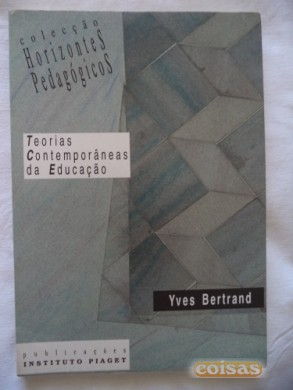 colecção
Horizontes
Pedagógicos
Teorias
Contemporâneas
da Educação
Yves Bertrand
publicações
INSTITUTO PIAGET
coisas